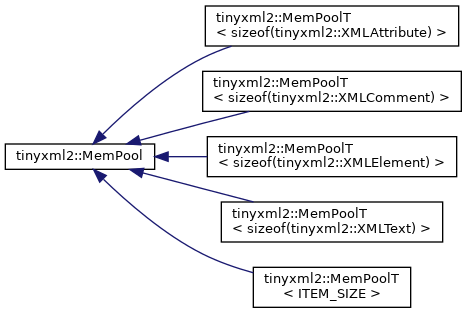 tinyxml2::MemPoolT
< sizeof(tinyxml2::XMLAttribute) >
tinyxml2::MemPoolT
< sizeof(tinyxml2::XMLComment) >
tinyxml2::MemPool
tinyxml2::MemPoolT
< sizeof(tinyxml2::XMLElement) >
tinyxml2::MemPoolT
< sizeof(tinyxml2::XMLText) >
tinyxml2::MemPoolT
< ITEM_SIZE >